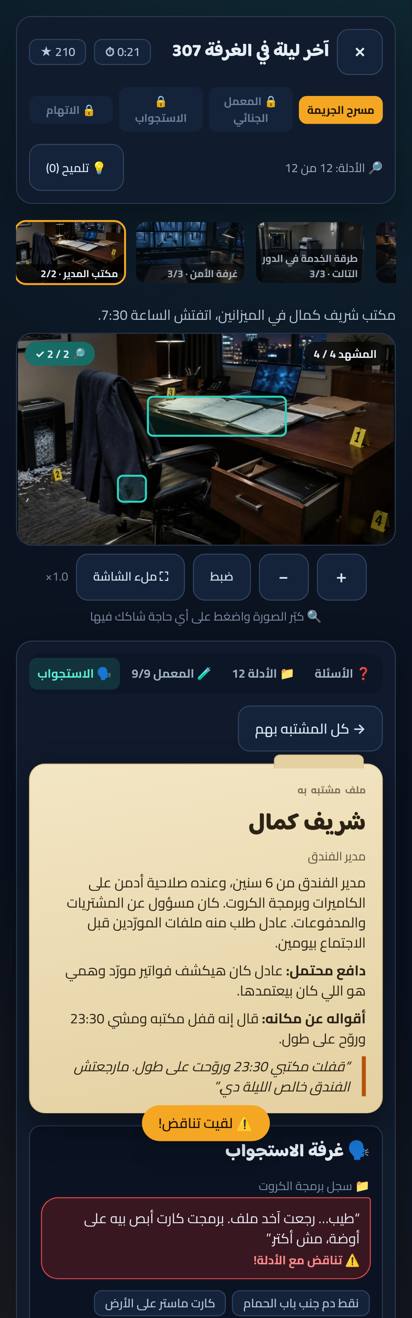 آخر ليلة في الغرفة 307
×
⏱ 0:21
★ 210
مسرح الجريمة
🔒 المعمل الجنائي
🔒 الاستجواب
🔒 الاتهام
🔎 الأدلة: 12 من 12
💡 تلميح (0)
مكتب المدير · 2/2
غرفة الأمن · 3/3
طرقة الخدمة في الدور
التالت · 3/3
مكتب شريف كمال في الميزانين، اتفتش الساعة 7:30.
المشهد 4 / 4
🔎 2 / 2 ✓
1
2
3
4
+
−
ضبط
⛶ ملء الشاشة
×1.0
🔍 كبّر الصورة واضغط على أي حاجة شاكك فيها
❓ الأسئلة
📁 الأدلة 12
🧪 المعمل 9/9
🗣️ الاستجواب
→ كل المشتبه بهم
ملف مشتبه به
شريف كمال
مدير الفندق
مدير الفندق من 6 سنين، وعنده صلاحية أدمن على
الكاميرات وبرمجة الكروت. كان مسؤول عن المشتريات
والمدفوعات. عادل طلب منه ملفات المورّدين قبل
الاجتماع بيومين.
دافع محتمل: عادل كان هيكشف فواتير مورّد وهمي
هو اللي كان بيعتمدها.
أقواله عن مكانه: قال إنه قفل مكتبه ومشي 23:30
وروّح على طول.
"قفلت مكتبي 23:30 وروّحت على طول. مارجعتش
الفندق خالص الليلة دي"
⚠️ لقيت تناقض!
🗣️ غرفة الاستجواب
📁 سجل برمجة الكروت
"طيب... رجعت آخد ملف. برمجت كارت أبص بيه على
أوضة، مش أكتر"
⚠️ تناقض مع الأدلة!
نقط دم جنب باب الحمام
كارت ماستر على الأرض